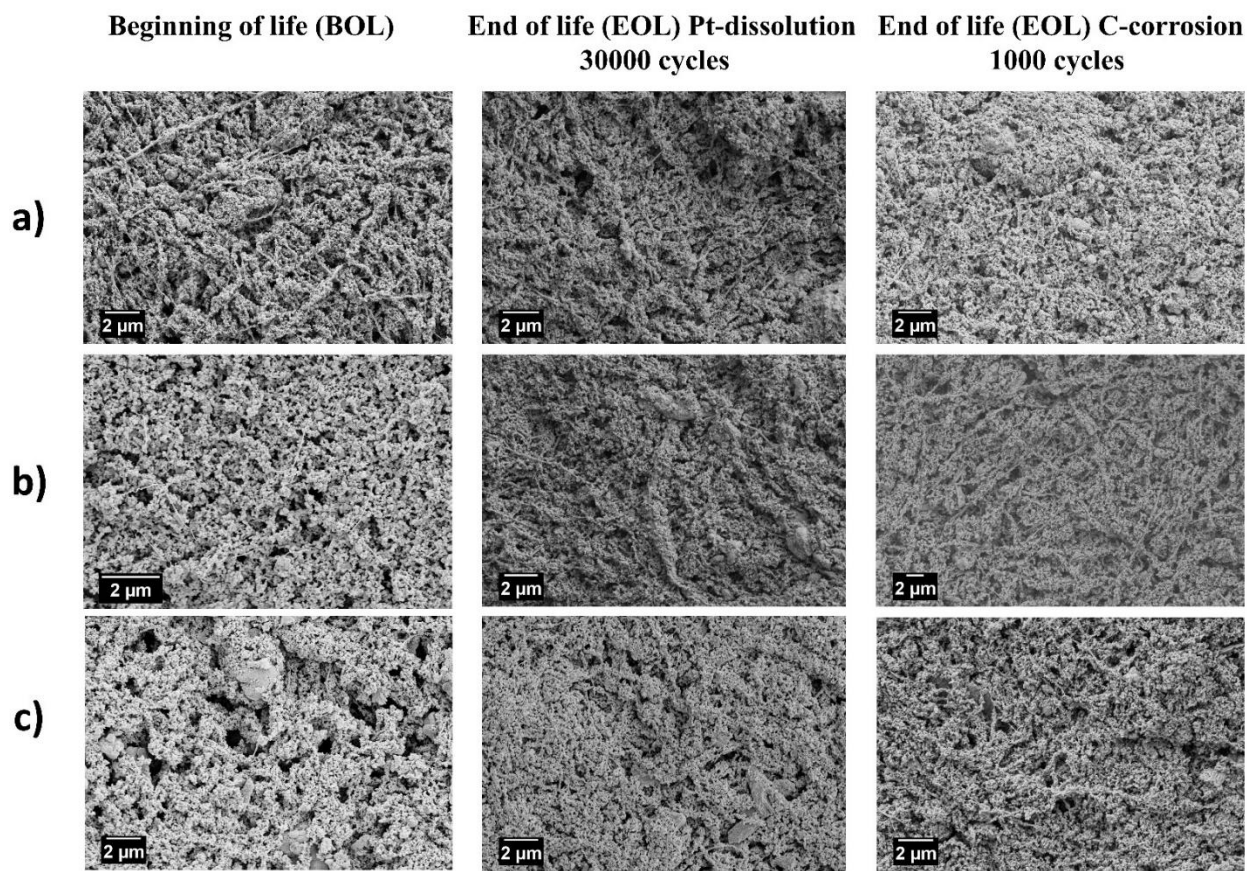 Beginning of life (BOL)
End of life (EOL) Pt-dissolution
30000 cycles
End of life (EOL) C-corrosion
1000 cycles
a)
2 µm
2 µm
2 µm
b)
2 µm
2 µm
2 µm
c)
2 µm
2 µm
2 µm